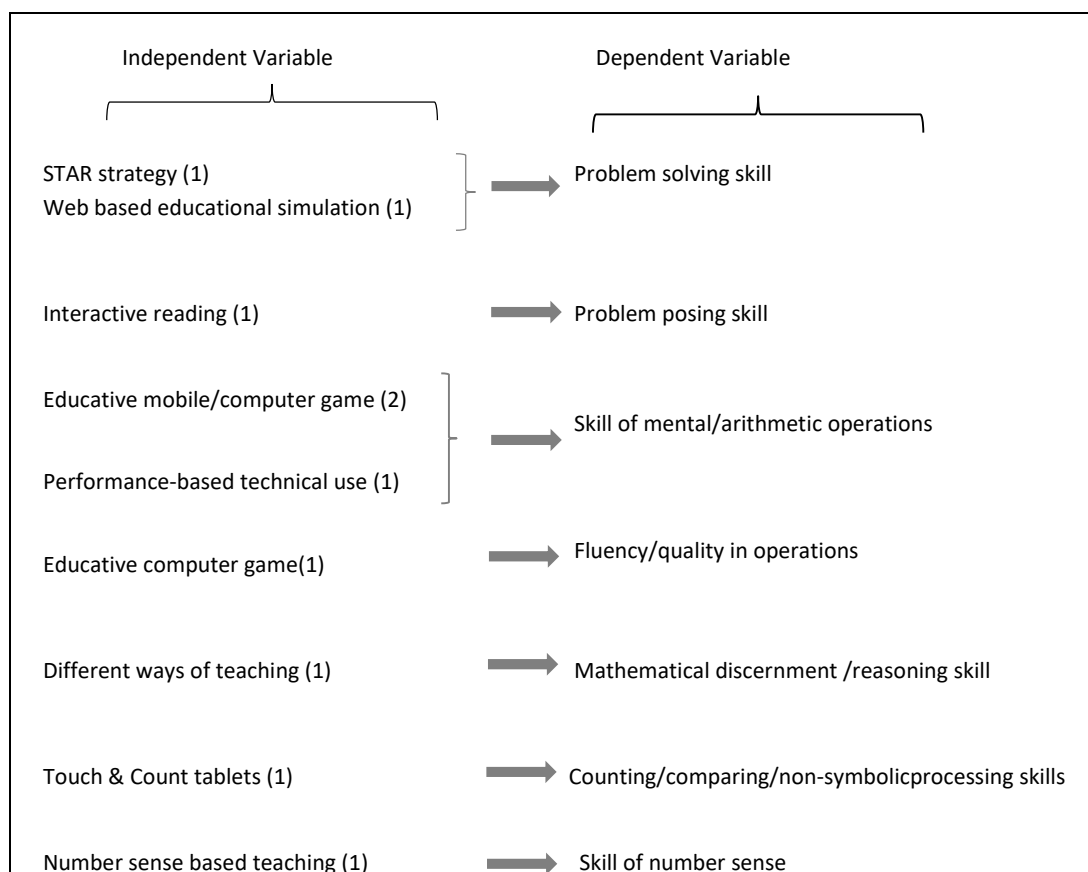 Independent Variable Dependent Variable
STAR strategy (1) Problem solving skill
Web based educational simulation (1)
Interactive reading (1) Problem posing skill
Educative mobile/computer game (2)
Skill of mental/arithmetic operations
Performance-based technical use (1)
Educative computer game(1) Fluency/quality in operations
Different ways of teaching (1) Mathematical discernment /reasoning skill
Touch & Count tablets (1) Counting/comparing/non-symbolicprocessing skills
Number sense based teaching (1) Skill of number sense